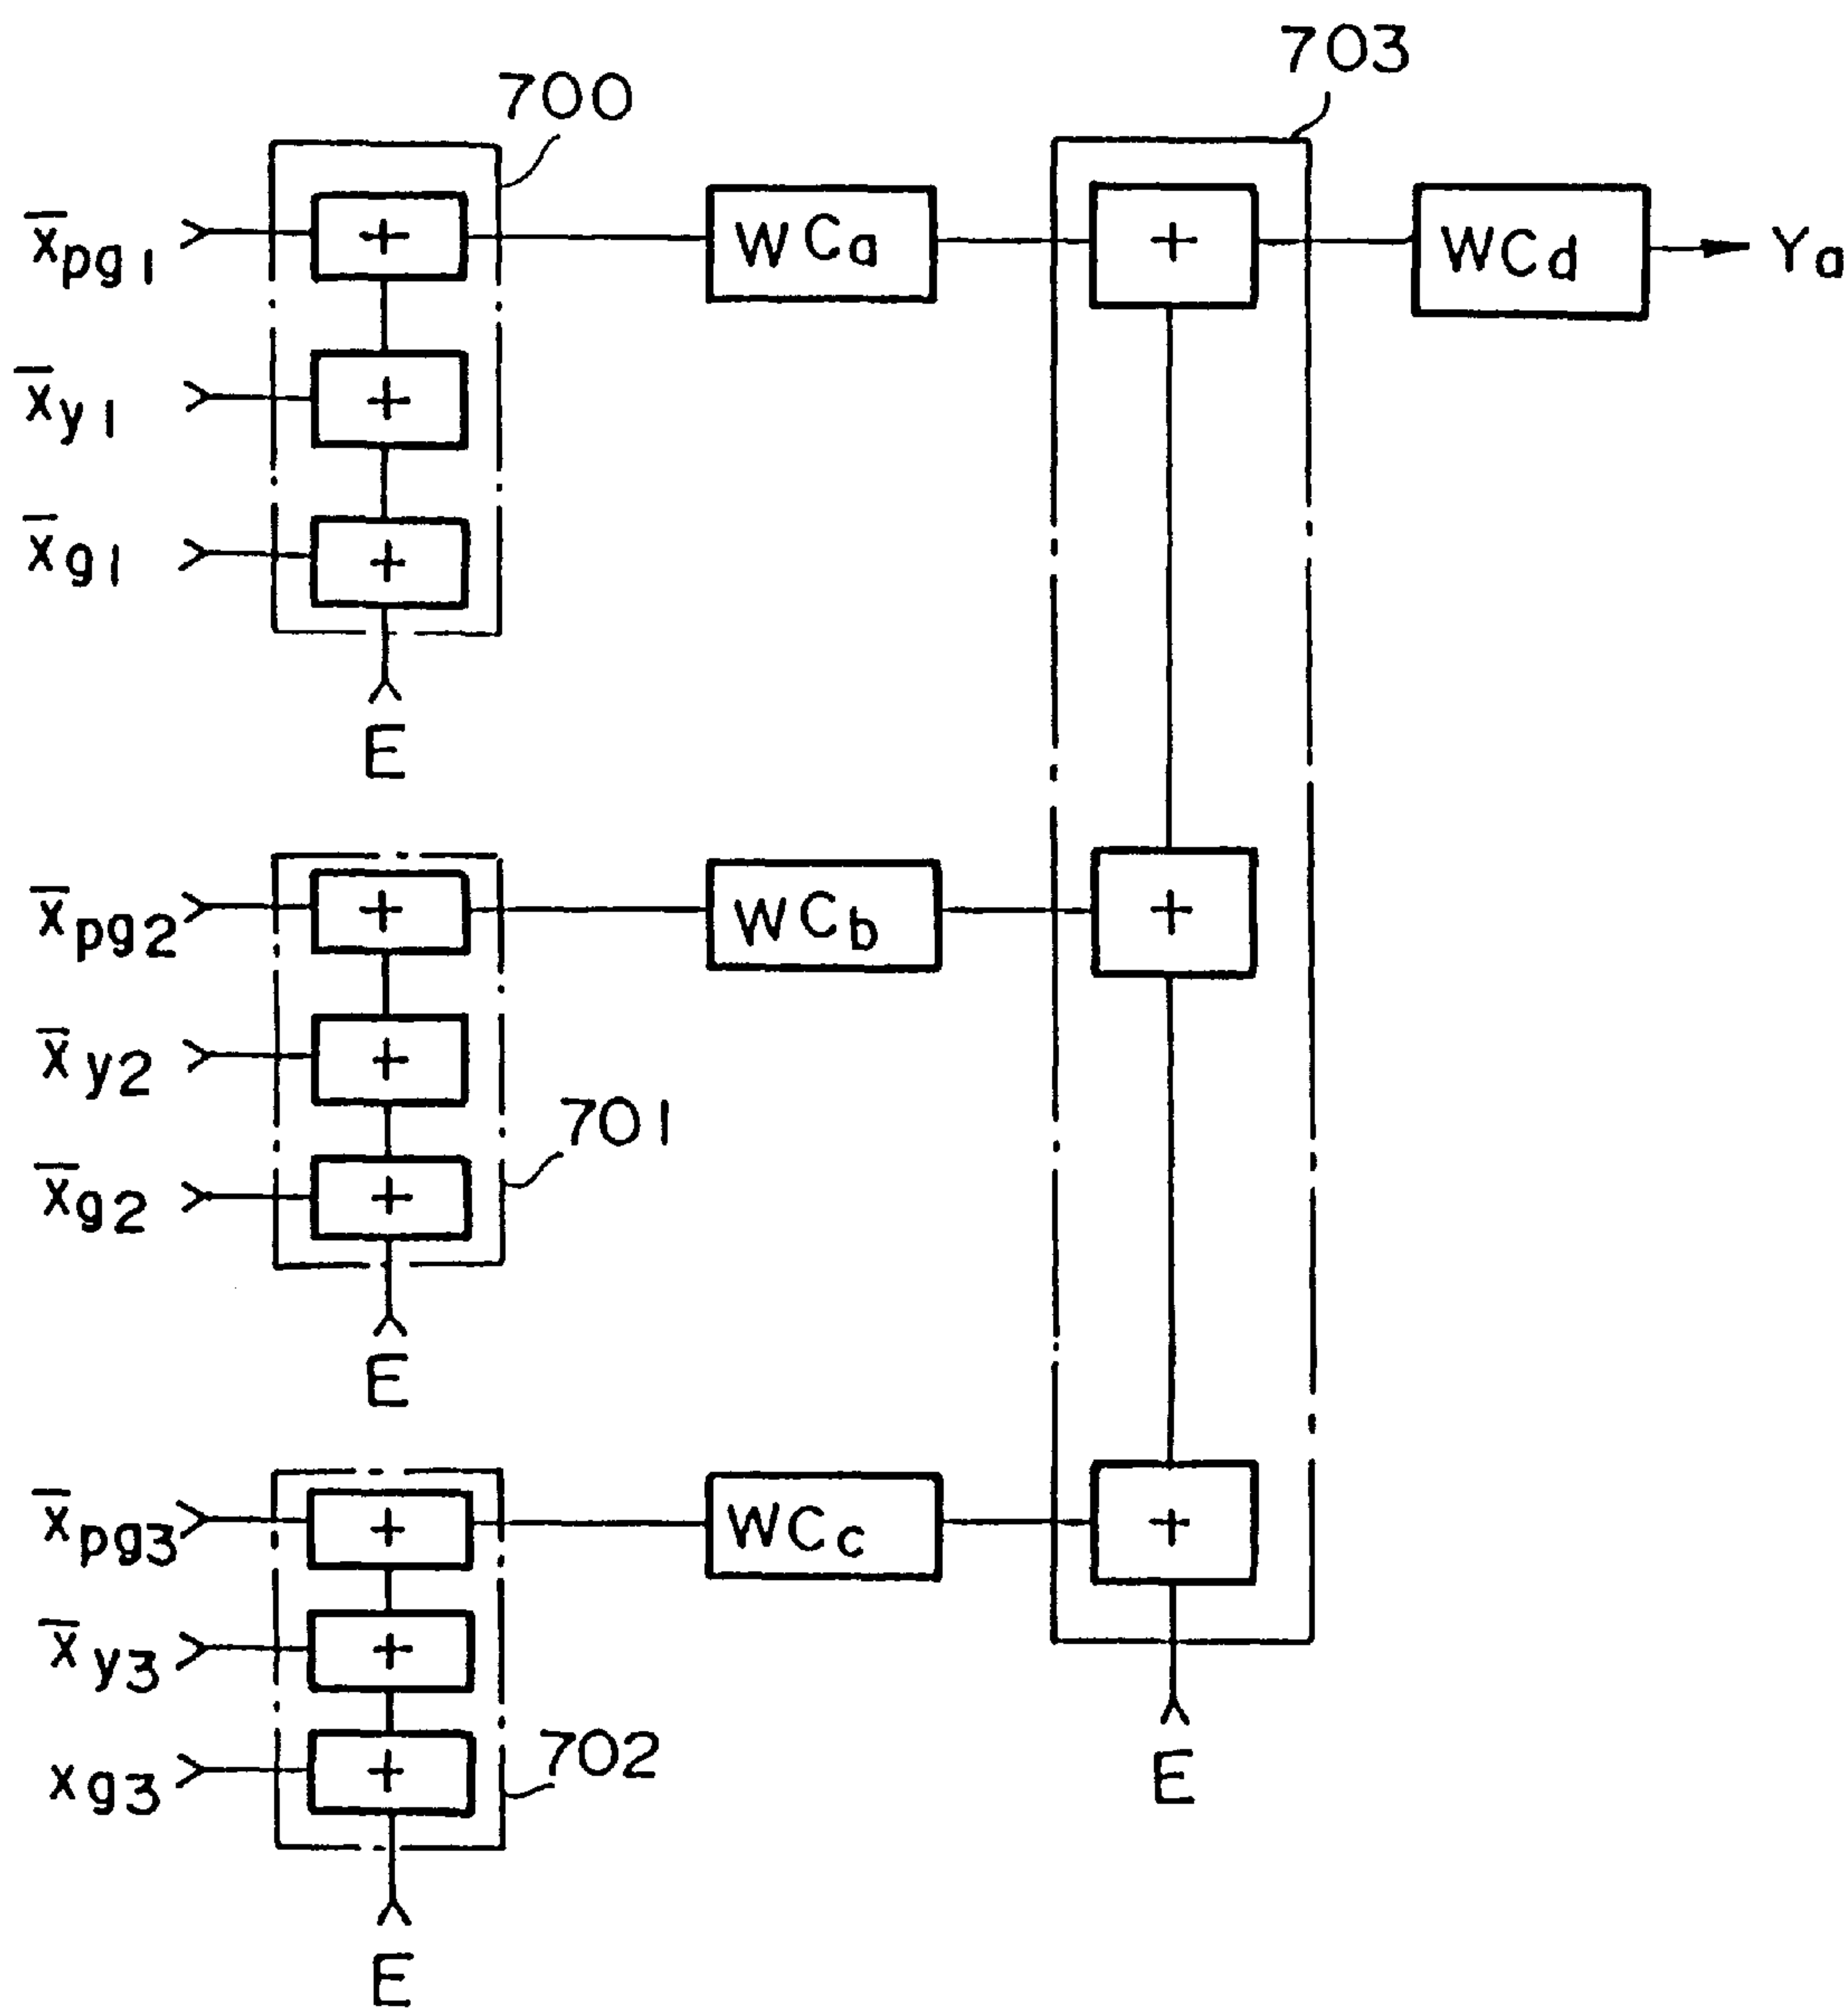 703
700
x̄pg1 + WCa + WCd Ya
x̄y1 +
x̄g1 +
E
x̄pg2 + WCb +
x̄y2 +
701
x̄g2 +
E
x̄pg3 + WCc +
x̄y3 +
702
xg3 +
E
E